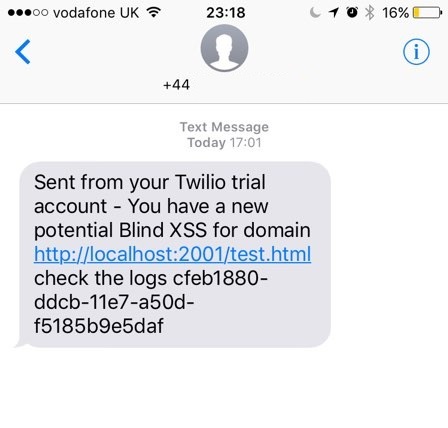 vodafone UK 23:18 16%
+44
Text Message
Today 17:01
Sent from your Twilio trial
account - You have a new
potential Blind XSS for domain
http://localhost:2001/test.html
check the logs cfeb1880-
ddcb-11e7-a50d-
f5185b9e5daf